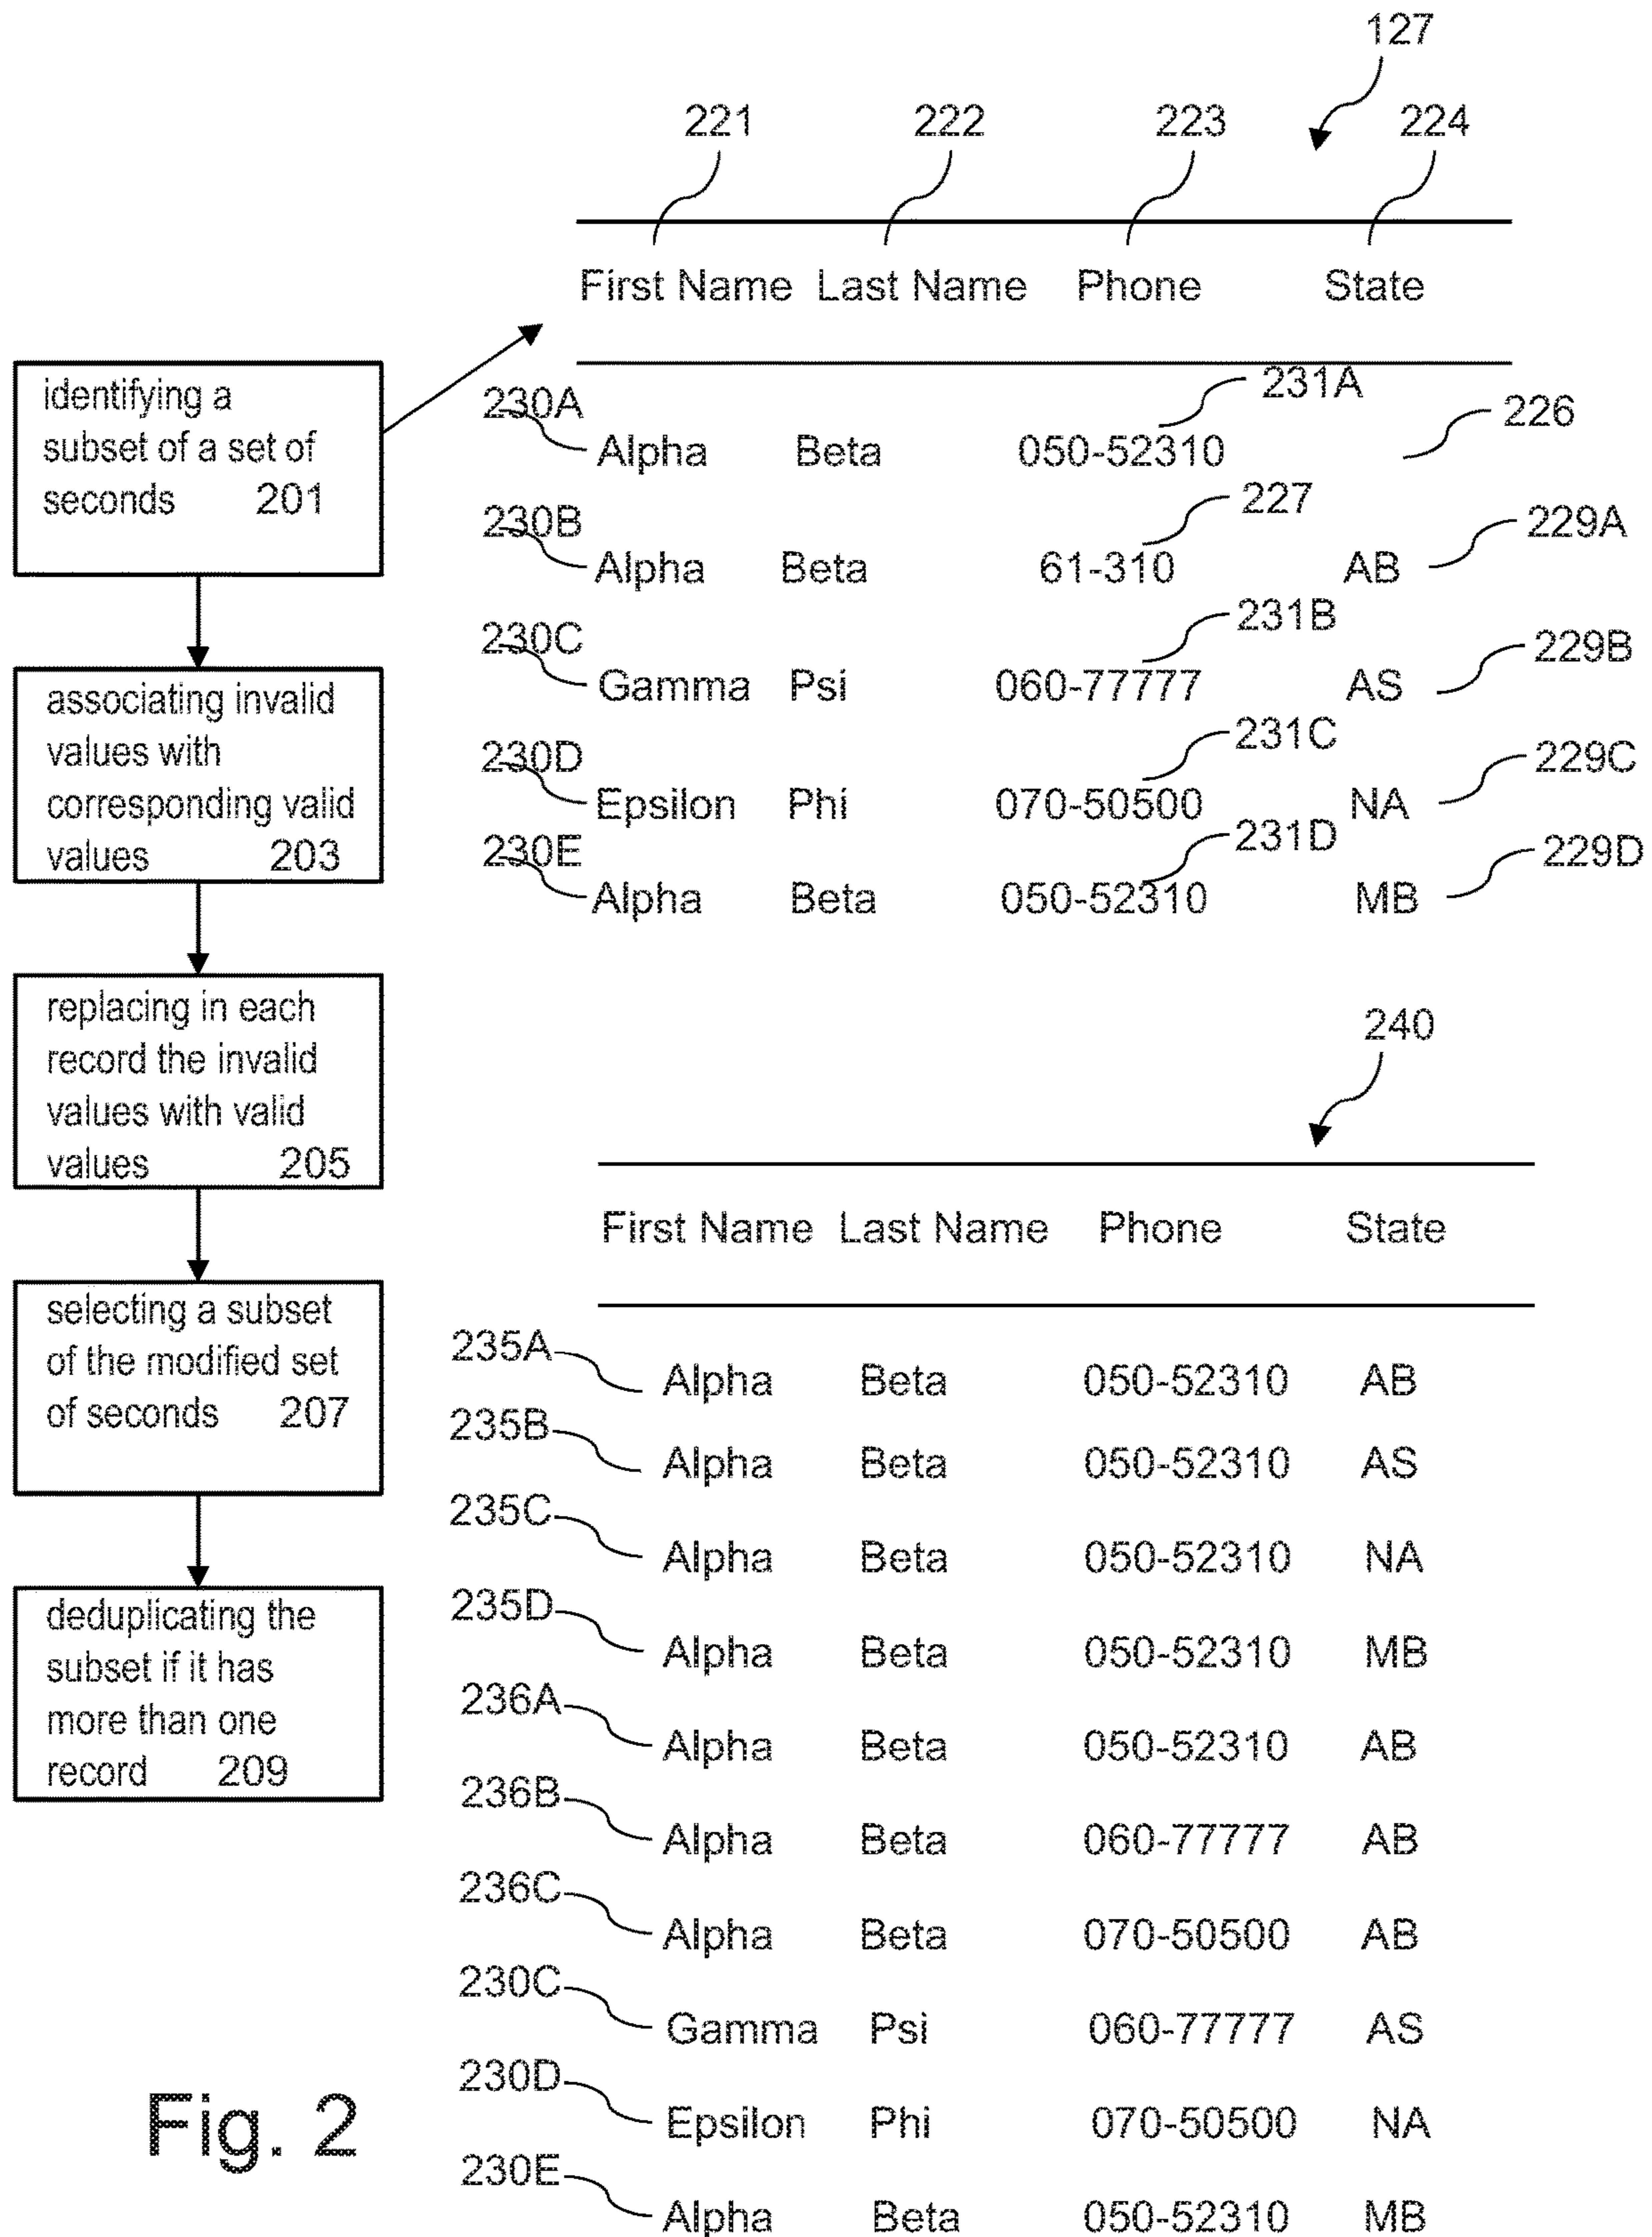 127
221 222 223 224
First Name Last Name Phone State
identifying a
subset of a set of
seconds 201
associating invalid
values with
corresponding valid
values 203
replacing in each
record the invalid
values with valid
values 205
selecting a subset
of the modified set
of seconds 207
deduplicating the
subset if it has
more than one
record 209
230A 231A 226
Alpha Beta 050-52310
230B 227 229A
Alpha Beta 61-310 AB
230C 231B 229B
Gamma Psi 060-77777 AS
230D 231C 229C
Epsilon Phi 070-50500 NA
230E 231D 229D
Alpha Beta 050-52310 MB
240
First Name Last Name Phone State
235A
Alpha Beta 050-52310 AB
235B
Alpha Beta 050-52310 AS
235C
Alpha Beta 050-52310 NA
235D
Alpha Beta 050-52310 MB
236A
Alpha Beta 050-52310 AB
236B
Alpha Beta 060-77777 AB
236C
Alpha Beta 070-50500 AB
230C
Gamma Psi 060-77777 AS
230D
Epsilon Phi 070-50500 NA
230E
Alpha Beta 050-52310 MB
Fig. 2